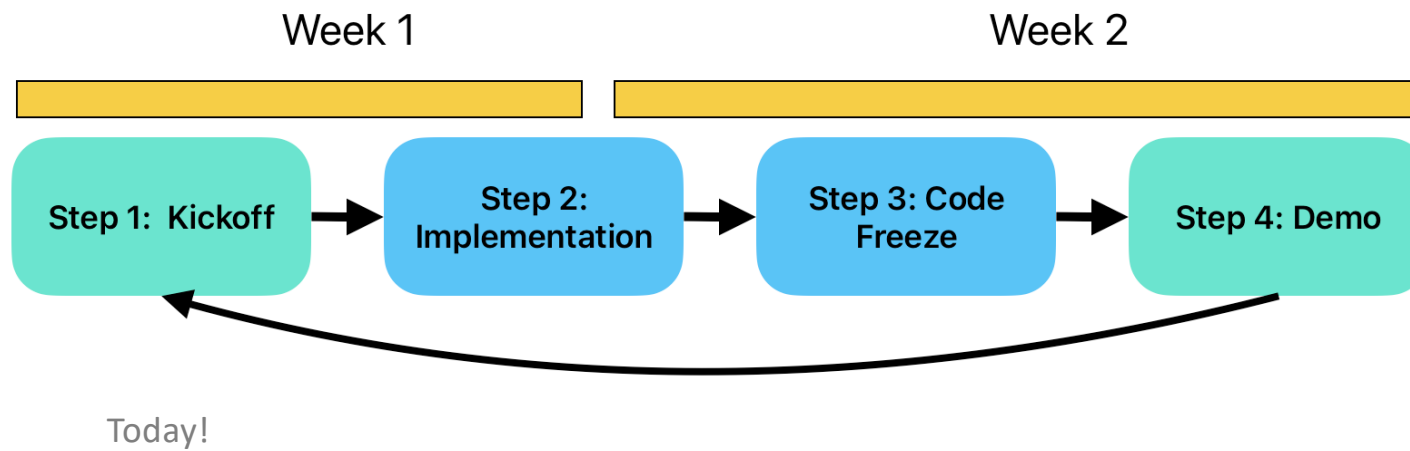 Week 1
Week 2
Step 1:  Kickoff
Step 2:
Implementation
Step 3: Code
Freeze
Step 4: Demo
Today!